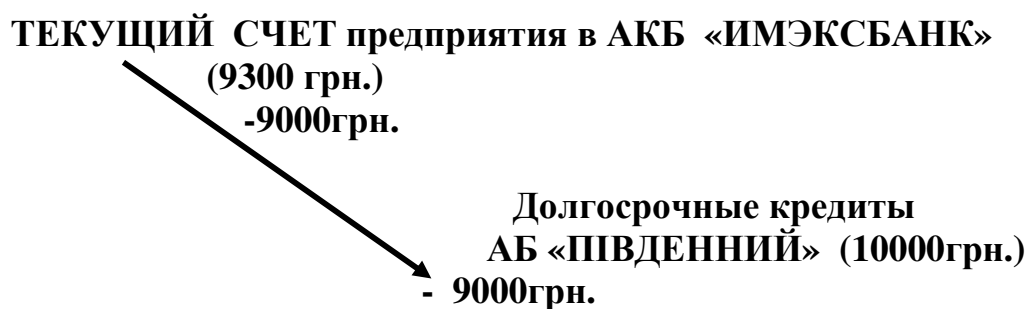 ТЕКУЩИЙ СЧЕТ предприятия в АКБ «ИМЭКСБАНК»
(9300 грн.)
-9000грн.
Долгосрочные кредиты
АБ «ПІВДЕННИЙ» (10000грн.)
- 9000грн.